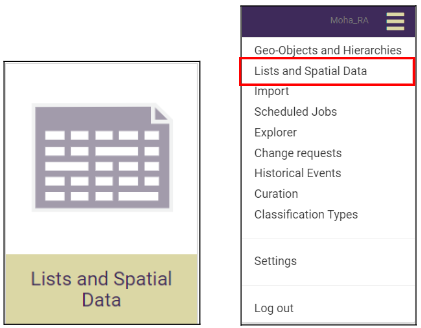 Lists and Spatial
Data
Moha_RA
Geo-Objects and Hierarchies
Lists and Spatial Data
Import
Scheduled Jobs
Explorer
Change requests
Historical Events
Curation
Classification Types
Settings
Log out